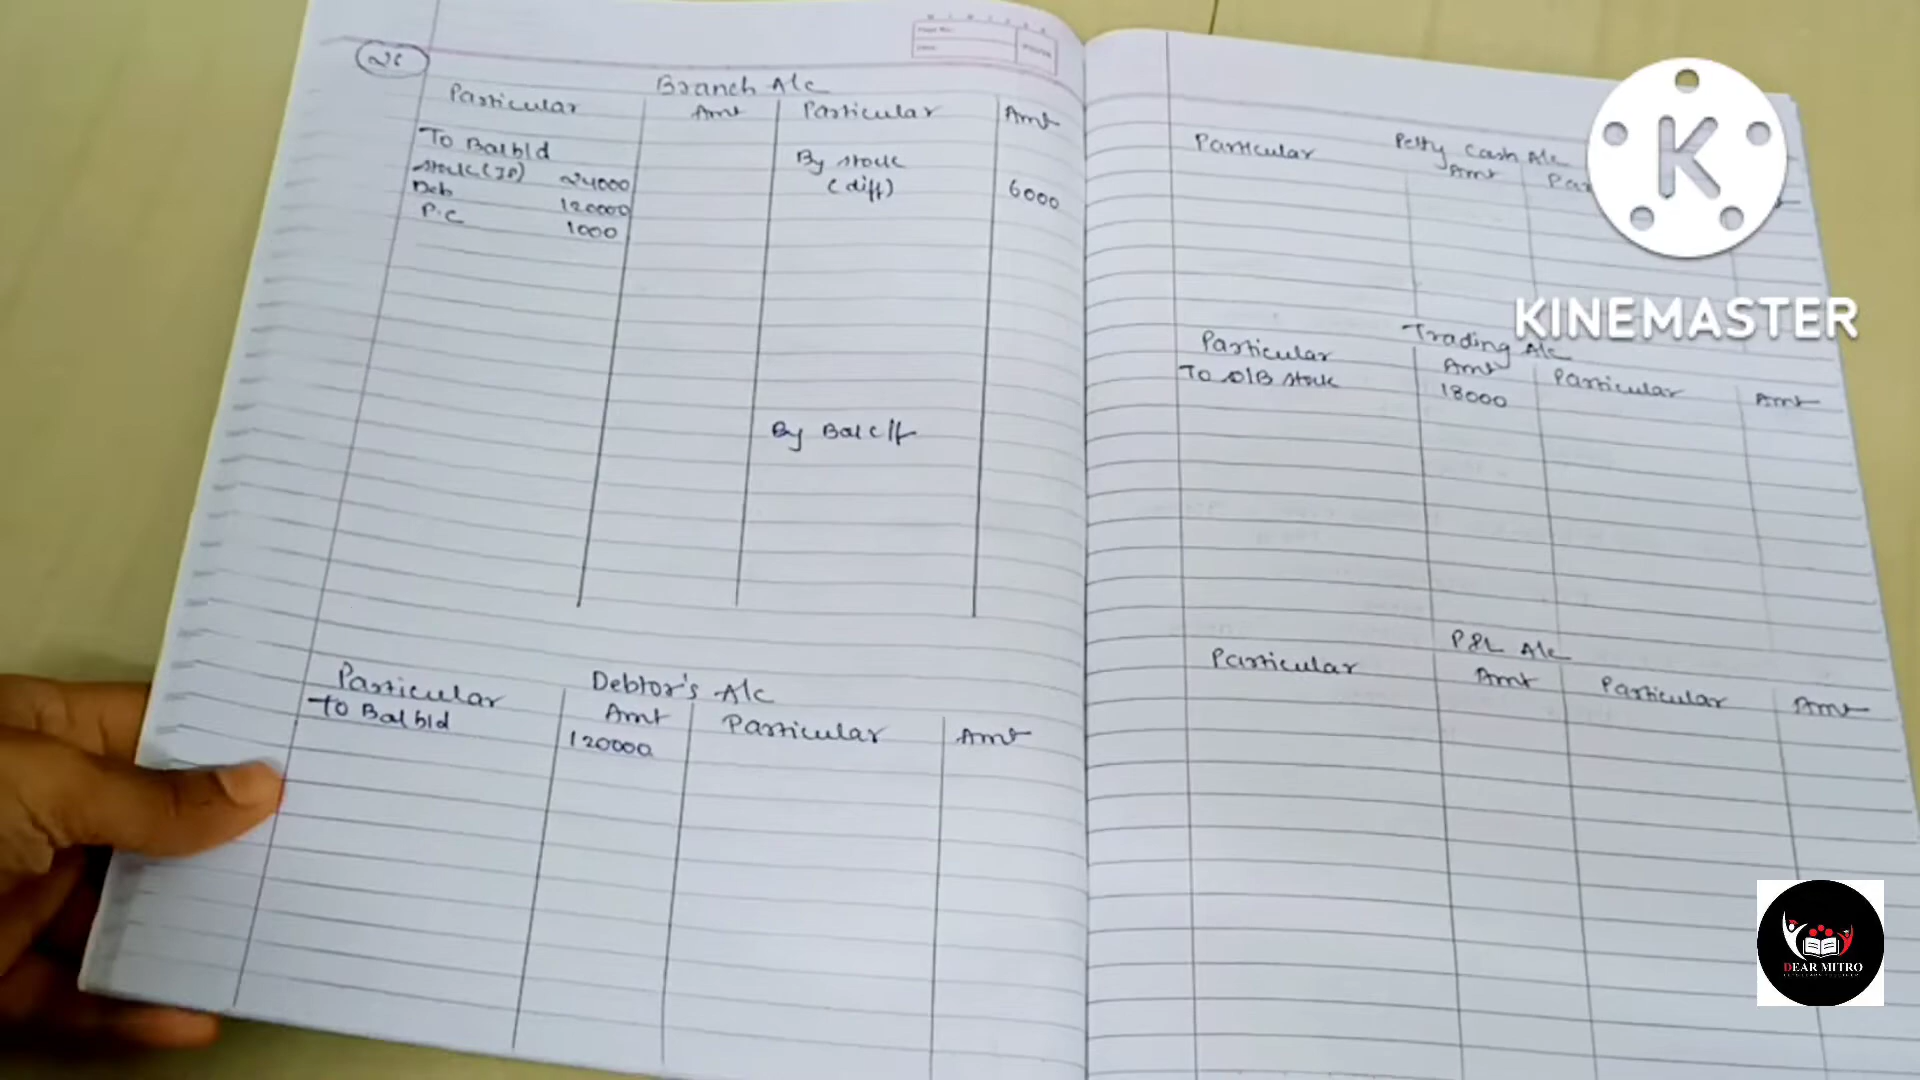 Branch A/c
Particular Amt Particular Amt
To Bal b/d By stock
stock (IP) 24000 (diff) 6000
Deb 120000
P.C 1000
By Bal c/f
Debtor's A/c
Particular Amt Particular Amt
To Bal b/d 120000
Petty Cash A/c
Particular Amt
Trading A/c
Particular Amt Particular Amt
To O/B stock 18000
P&L A/c
Particular Amt Particular Amt
K
KINEMASTER
DEAR MITRO